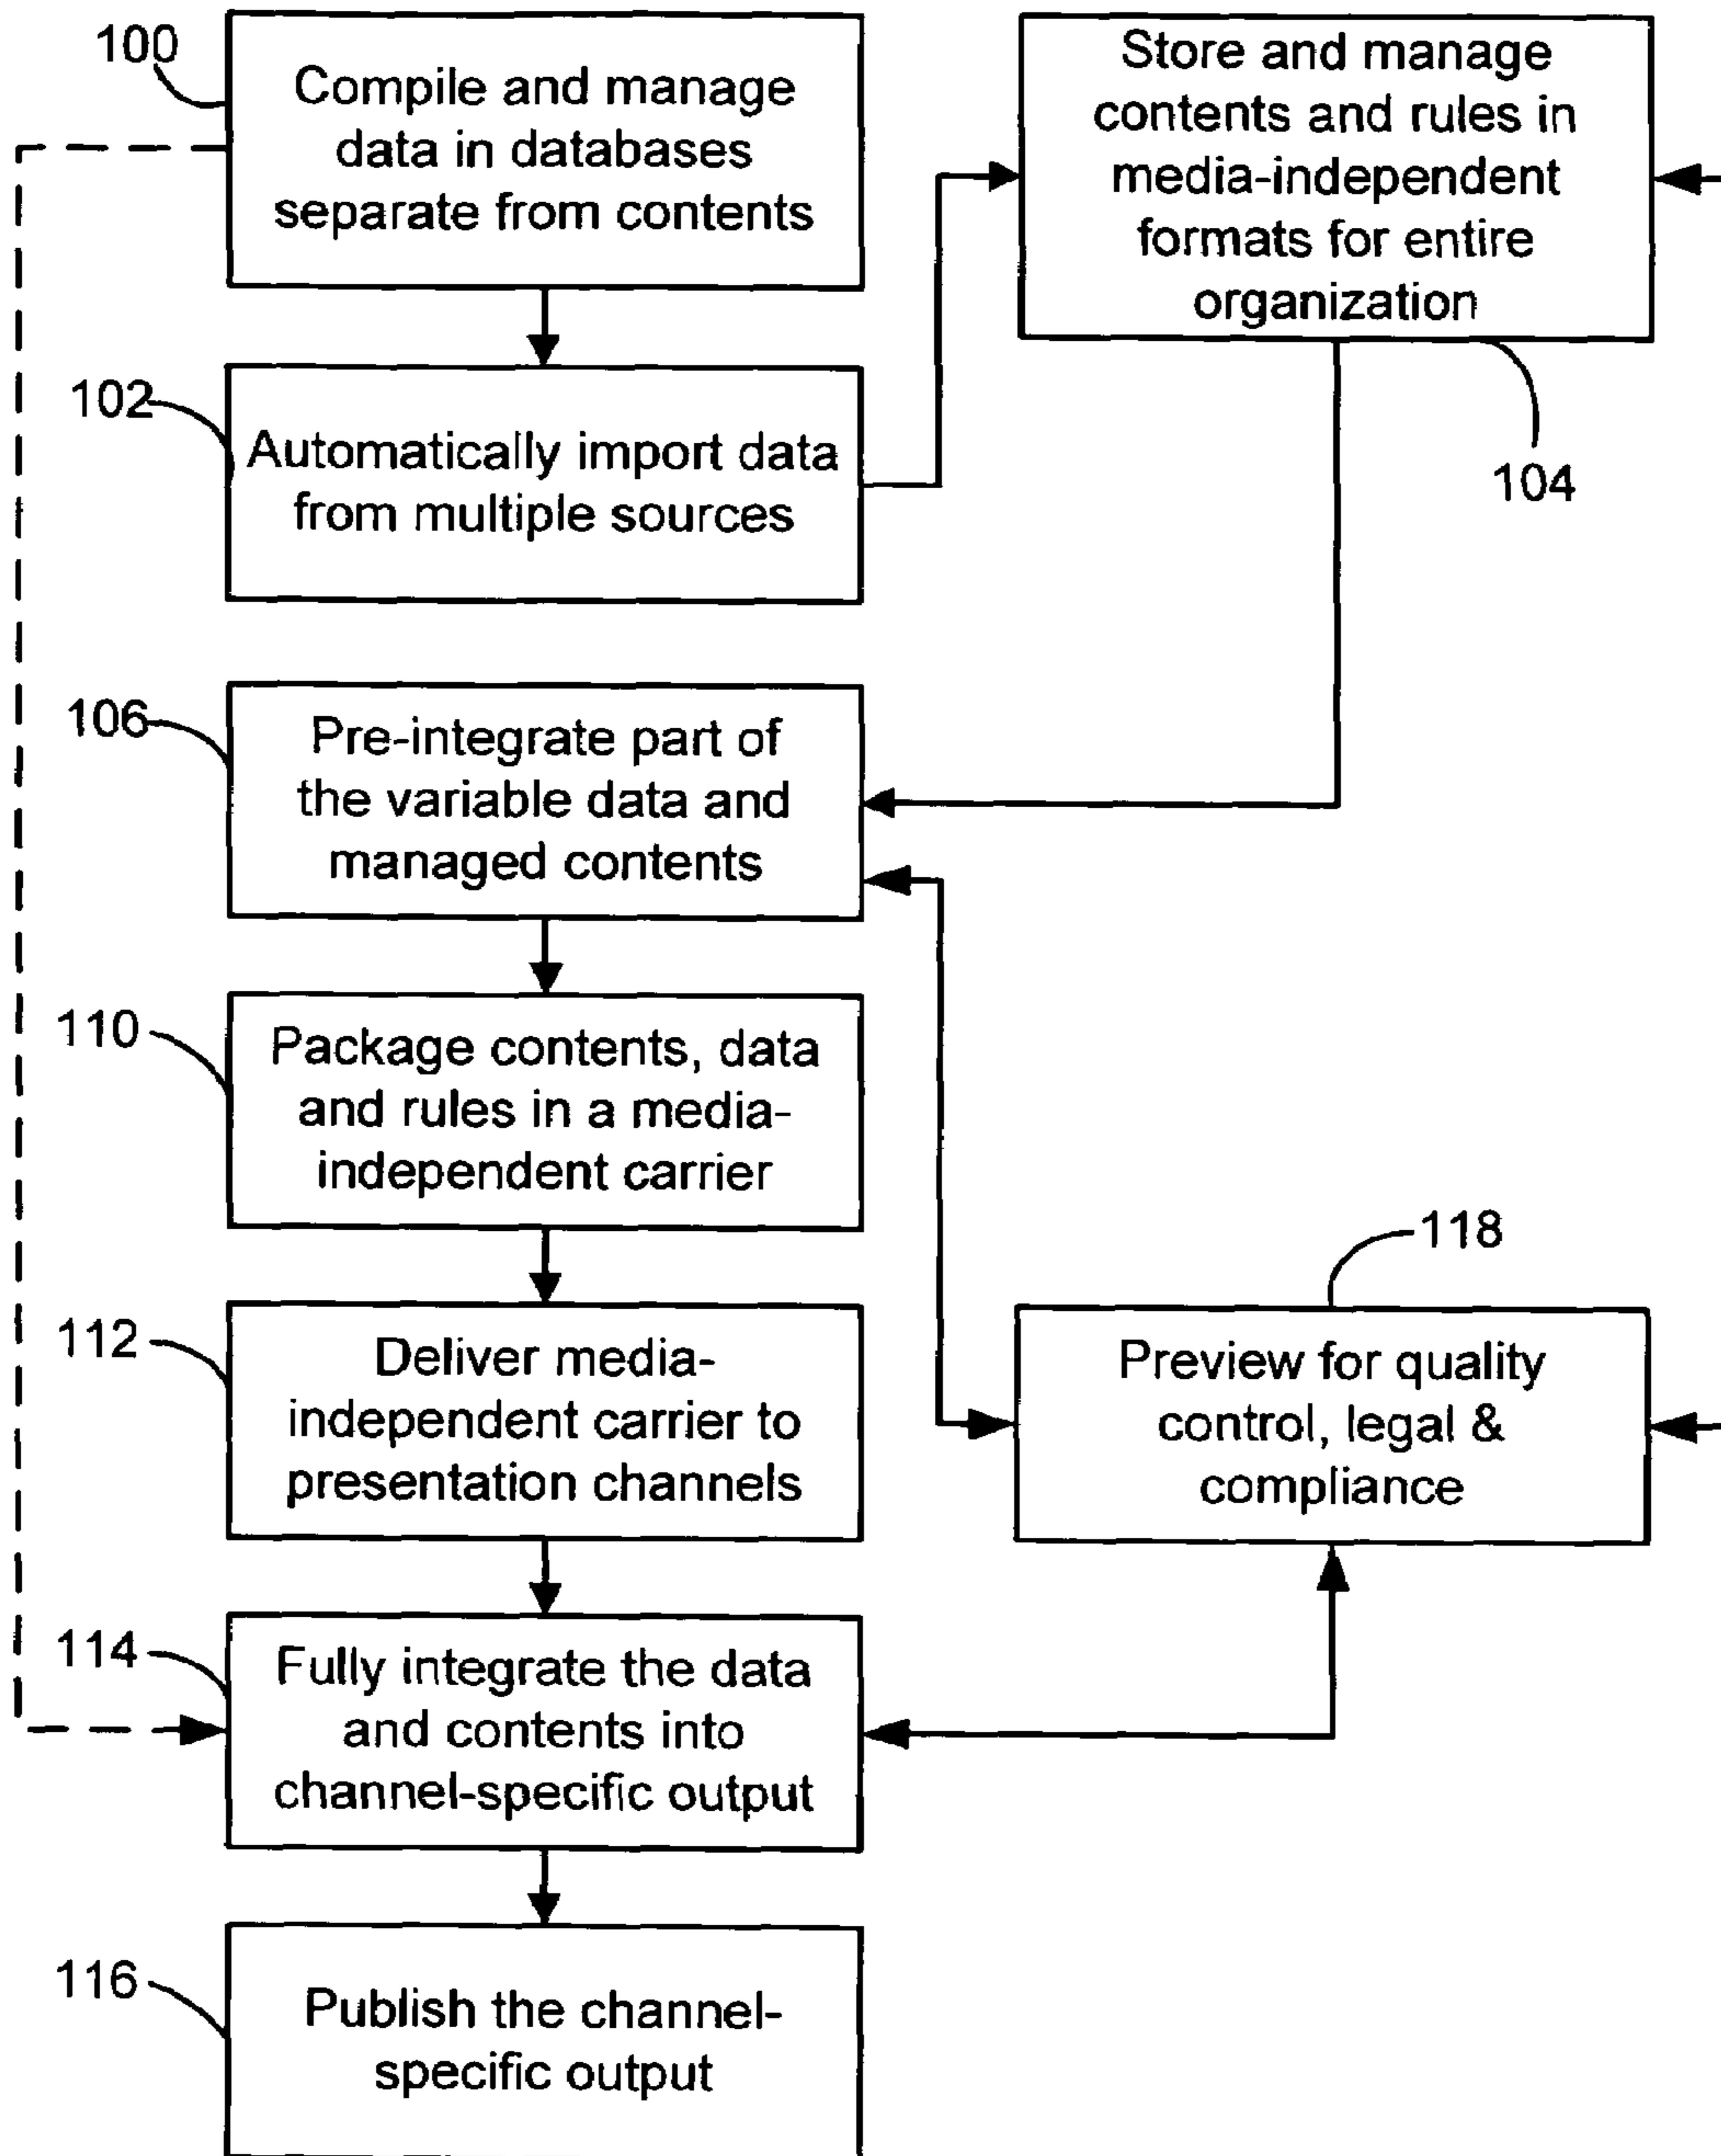 100
Compile and manage
data in databases
separate from contents
Store and manage
contents and rules in
media-independent
formats for entire
organization
104
102
Automatically import data
from multiple sources
106
Pre-integrate part of
the variable data and
managed contents
110
Package contents, data
and rules in a media-
independent carrier
112
Deliver media-
independent carrier to
presentation channels
118
Preview for quality
control, legal &
compliance
114
Fully integrate the data
and contents into
channel-specific output
116
Publish the channel-
specific output